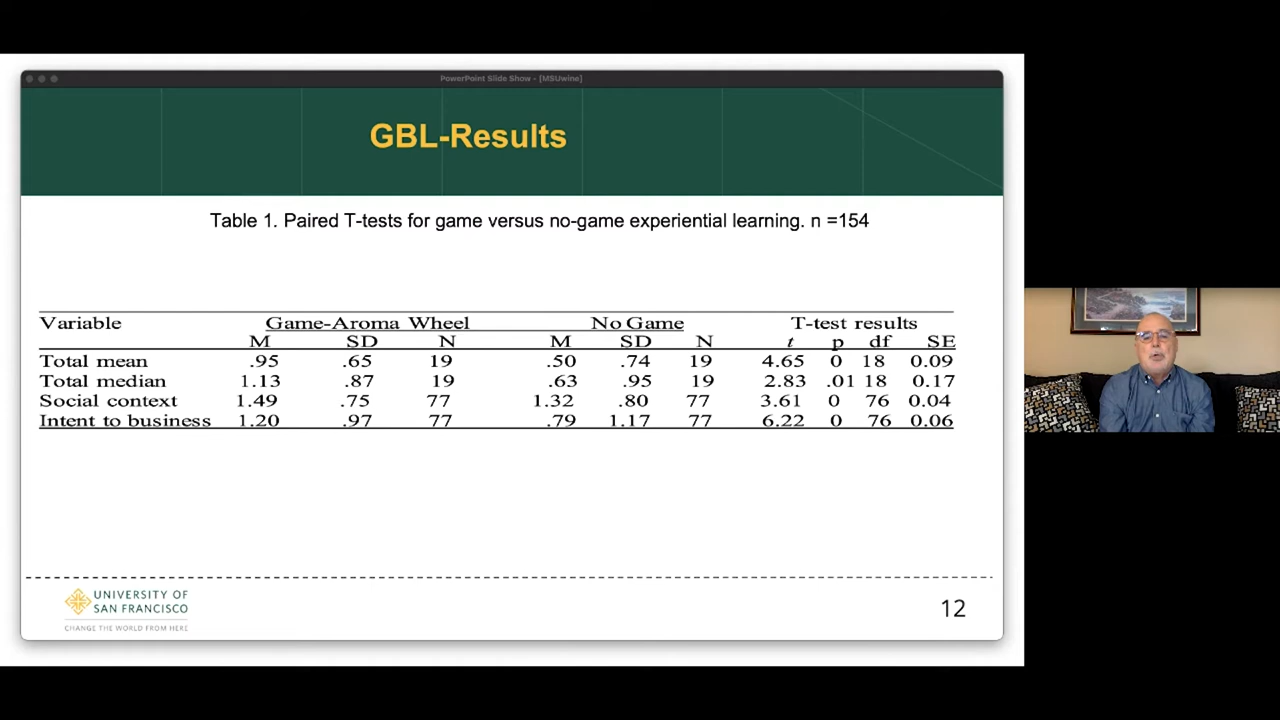 PowerPoint Slide Show - [MSUwine]
GBL-Results
Table 1. Paired T-tests for game versus no-game experiential learning. n =154
Variable Game-Aroma Wheel No Game T-test results
M SD N M SD N t p df SE
Total mean .95 .65 19 .50 .74 19 4.65 0 18 0.09
Total median 1.13 .87 19 .63 .95 19 2.83 .01 18 0.17
Social context 1.49 .75 77 1.32 .80 77 3.61 0 76 0.04
Intent to business 1.20 .97 77 .79 1.17 77 6.22 0 76 0.06
UNIVERSITY OF
SAN FRANCISCO
CHANGE THE WORLD FROM HERE
12